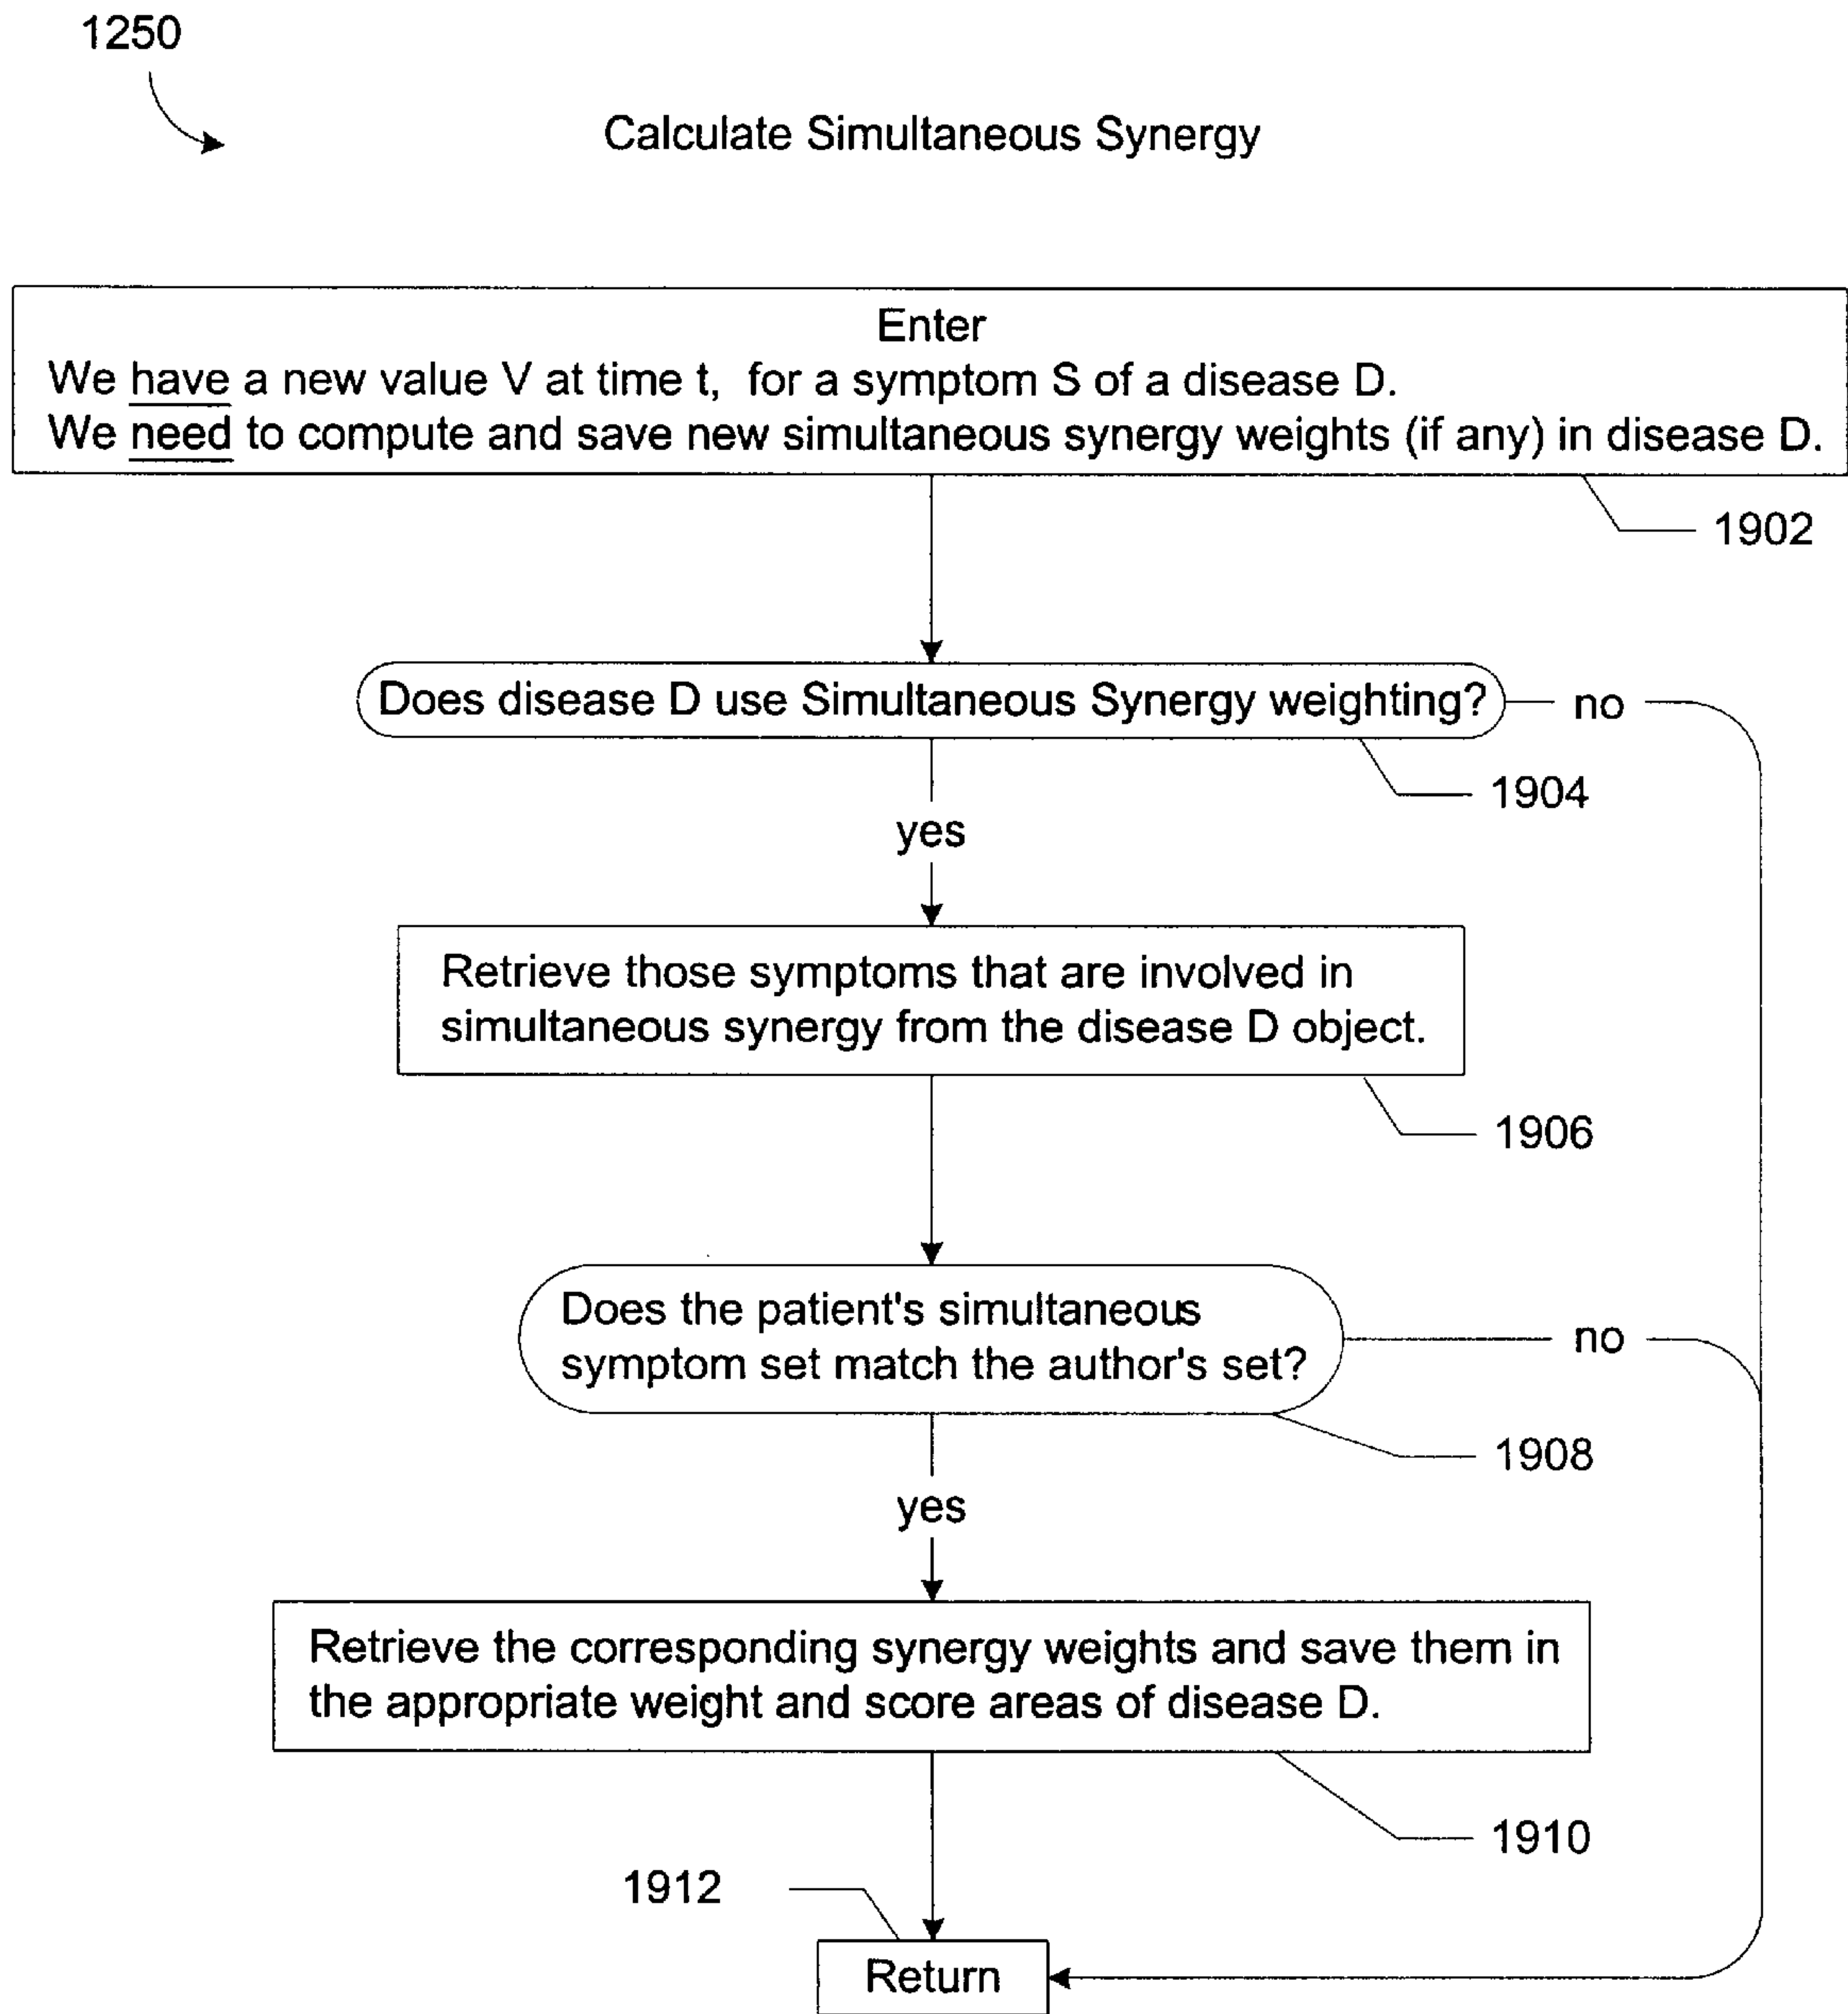 1250
Calculate Simultaneous Synergy
Enter
We have a new value V at time t, for a symptom S of a disease D.
We need to compute and save new simultaneous synergy weights (if any) in disease D.
1902
Does disease D use Simultaneous Synergy weighting?
no
1904
yes
Retrieve those symptoms that are involved in
simultaneous synergy from the disease D object.
1906
Does the patient's simultaneous
symptom set match the author's set?
no
1908
yes
Retrieve the corresponding synergy weights and save them in
the appropriate weight and score areas of disease D.
1910
1912
Return